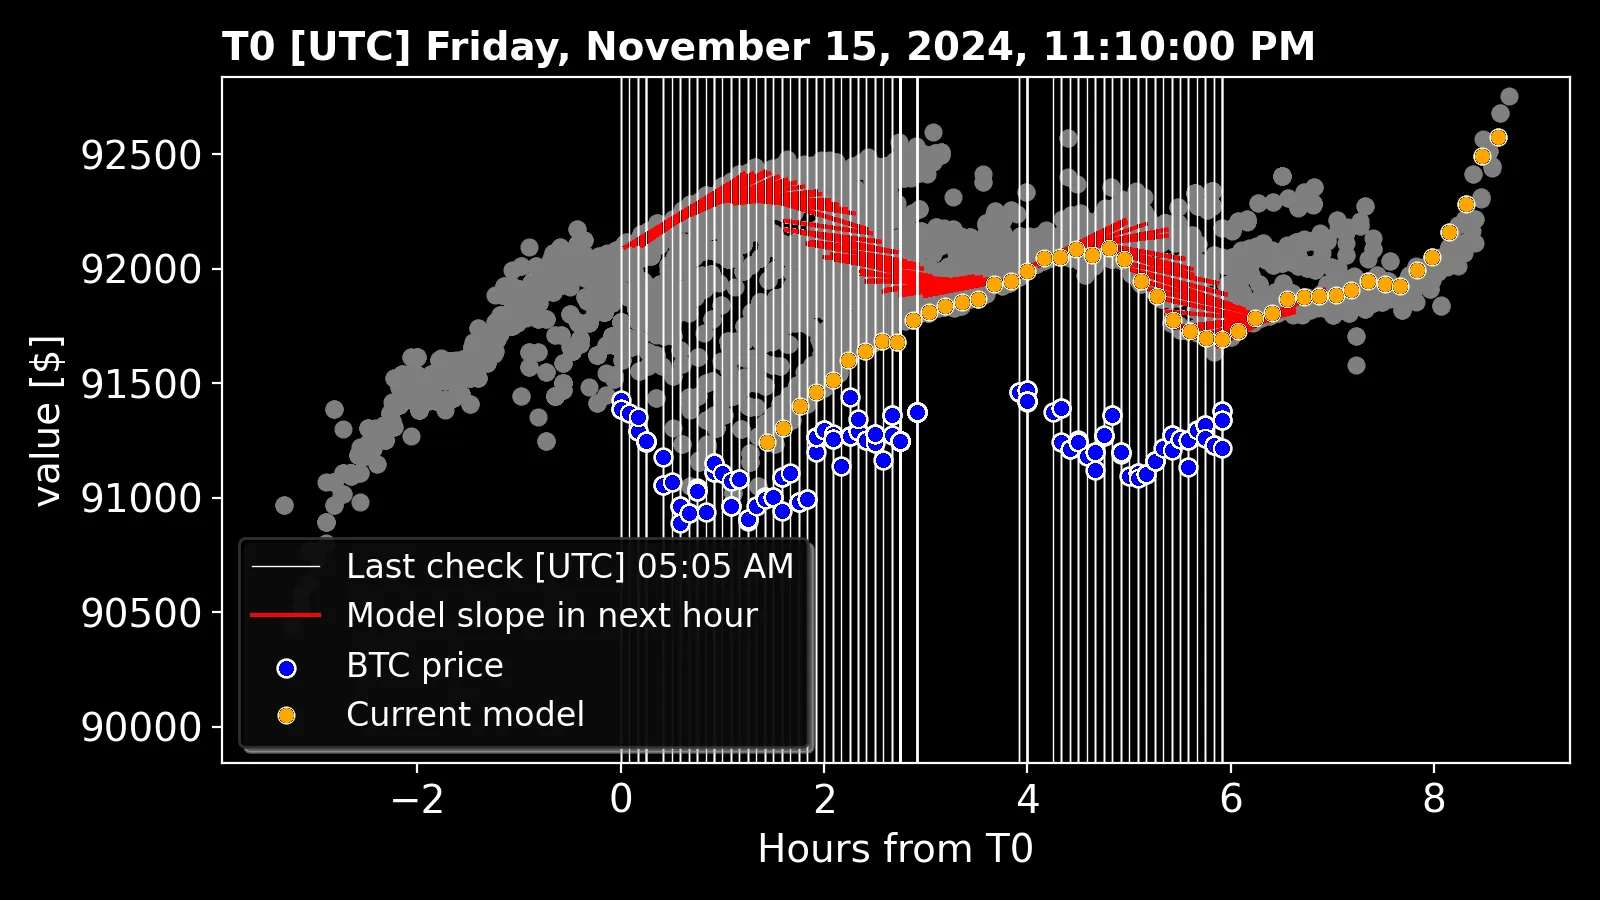 T0 [UTC] Friday, November 15, 2024, 11:10:00 PM
92500
92000
91500
91000
90500
90000
value [$]
Last check [UTC] 05:05 AM
Model slope in next hour
BTC price
Current model
−2 0 2 4 6 8
Hours from T0